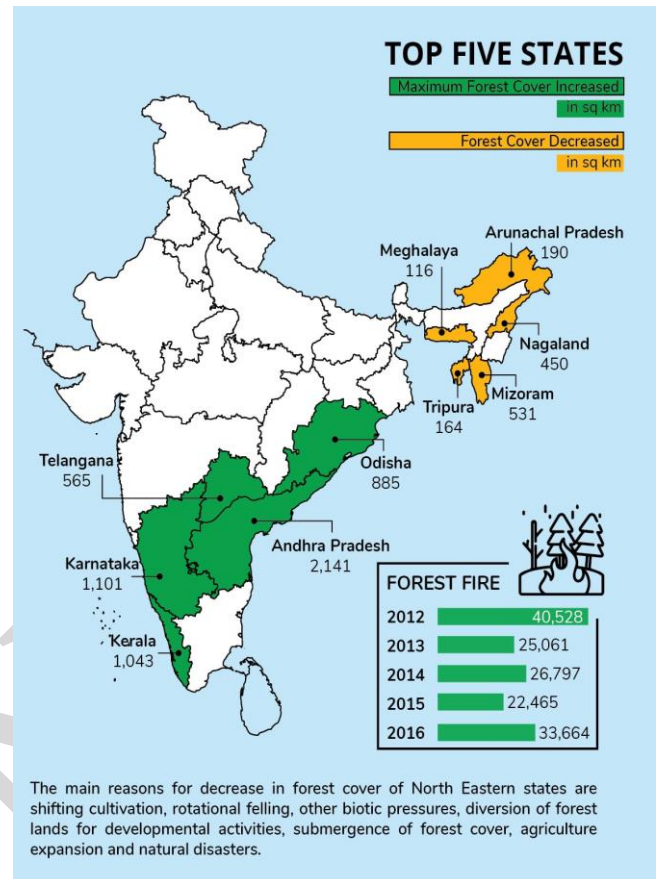 TOP FIVE STATES
Maximum Forest Cover Increased
in sq km
Forest Cover Decreased
in sq km
Arunachal Pradesh
190
Meghalaya
116
Nagaland
450
Mizoram
531
Tripura
164
Telangana
565
Odisha
885
Andhra Pradesh
2,141
Karnataka
1,101
Kerala
1,043
FOREST FIRE
2012 40,528
2013 25,061
2014 26,797
2015 22,465
2016 33,664
The main reasons for decrease in forest cover of North Eastern states are
shifting cultivation, rotational felling, other biotic pressures, diversion of forest
lands for developmental activities, submergence of forest cover, agriculture
expansion and natural disasters.